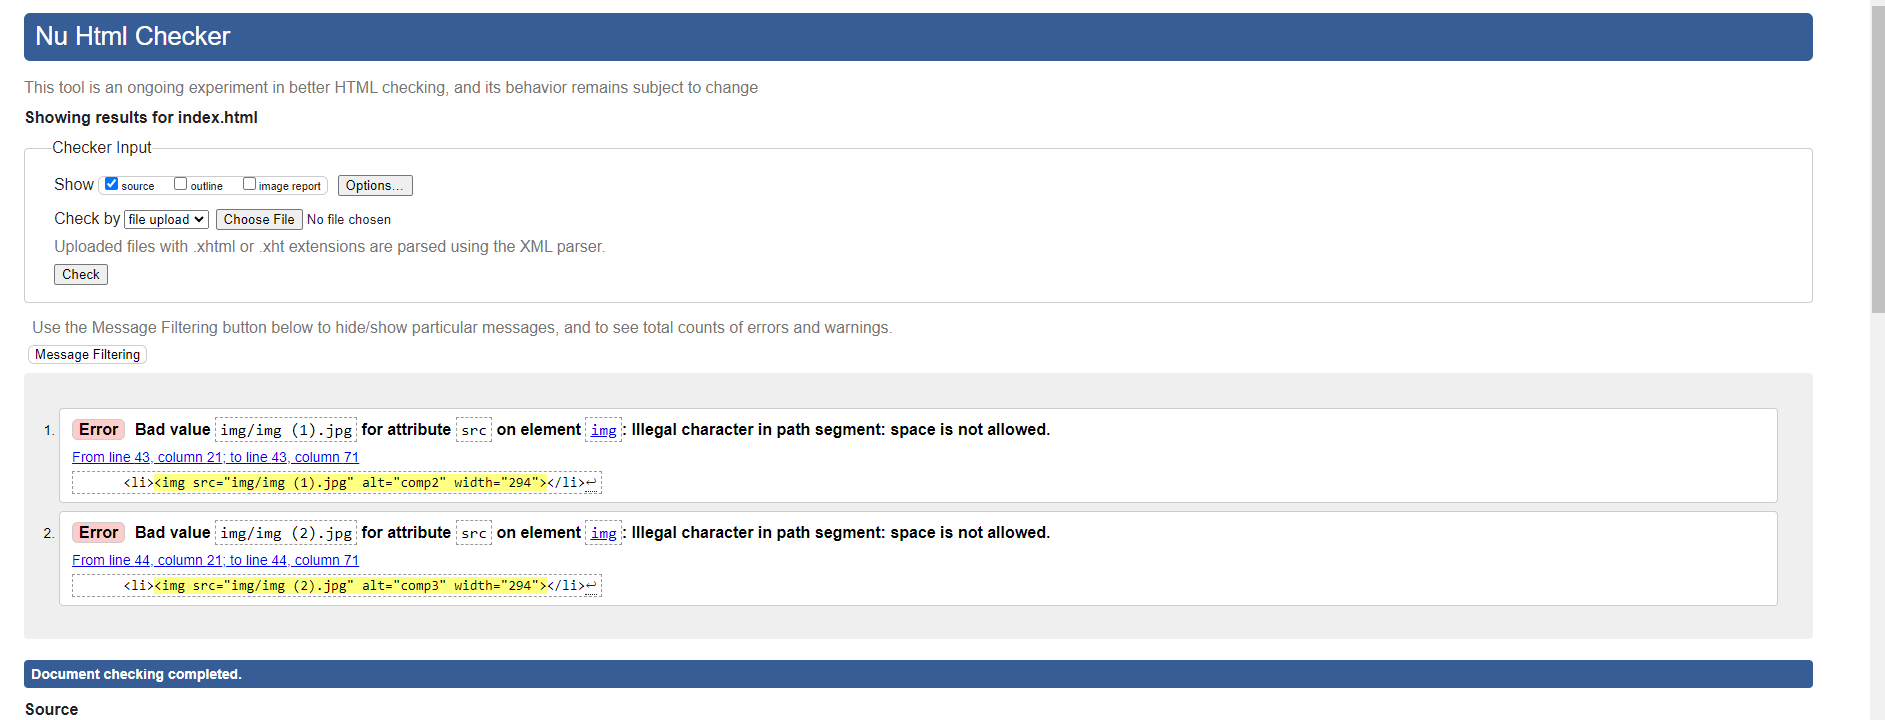 Nu Html Checker
This tool is an ongoing experiment in better HTML checking, and its behavior remains subject to change
Showing results for index.html
Checker Input
Show source outline image report Options...
Check by file upload Choose File No file chosen
Uploaded files with .xhtml or .xht extensions are parsed using the XML parser.
Check
Use the Message Filtering button below to hide/show particular messages, and to see total counts of errors and warnings.
Message Filtering
1. Error Bad value img/img (1).jpg for attribute src on element img: Illegal character in path segment: space is not allowed.
From line 43, column 21; to line 43, column 71
<li><img src="img/img (1).jpg" alt="comp2" width="294"></li>↩
2. Error Bad value img/img (2).jpg for attribute src on element img: Illegal character in path segment: space is not allowed.
From line 44, column 21; to line 44, column 71
<li><img src="img/img (2).jpg" alt="comp3" width="294"></li>↩
Document checking completed.
Source